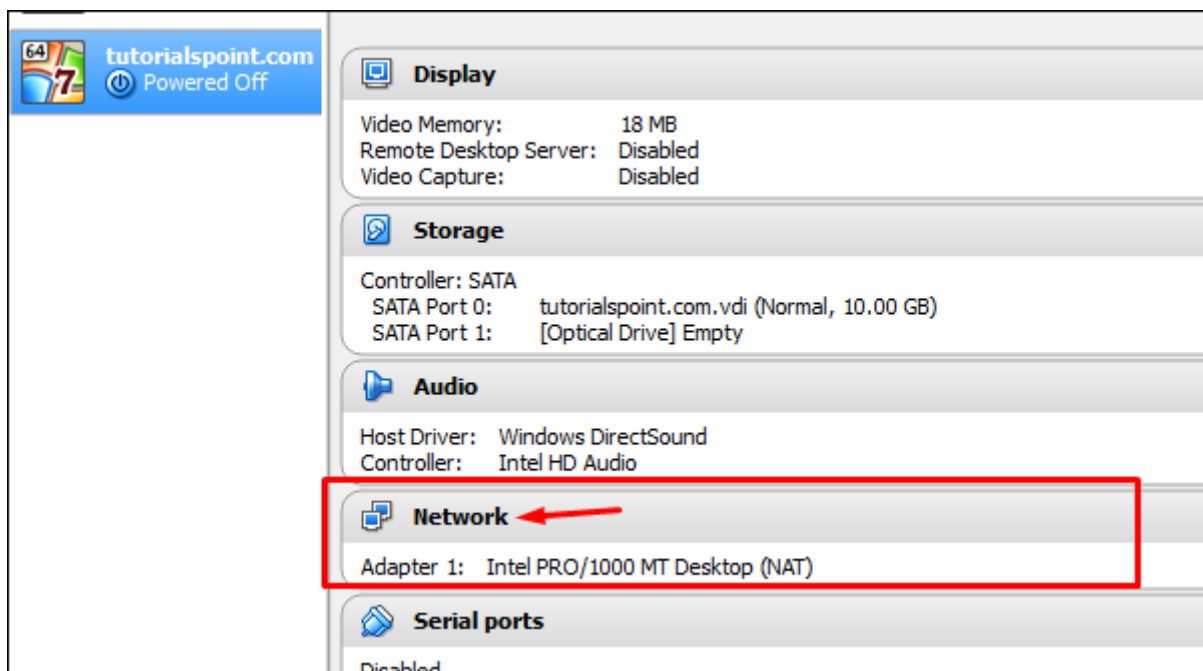 64
7
tutorialspoint.com
Powered Off
Display
Video Memory: 18 MB
Remote Desktop Server: Disabled
Video Capture: Disabled
Storage
Controller: SATA
SATA Port 0: tutorialspoint.com.vdi (Normal, 10.00 GB)
SATA Port 1: [Optical Drive] Empty
Audio
Host Driver: Windows DirectSound
Controller: Intel HD Audio
Network
Adapter 1: Intel PRO/1000 MT Desktop (NAT)
Serial ports
Disabled